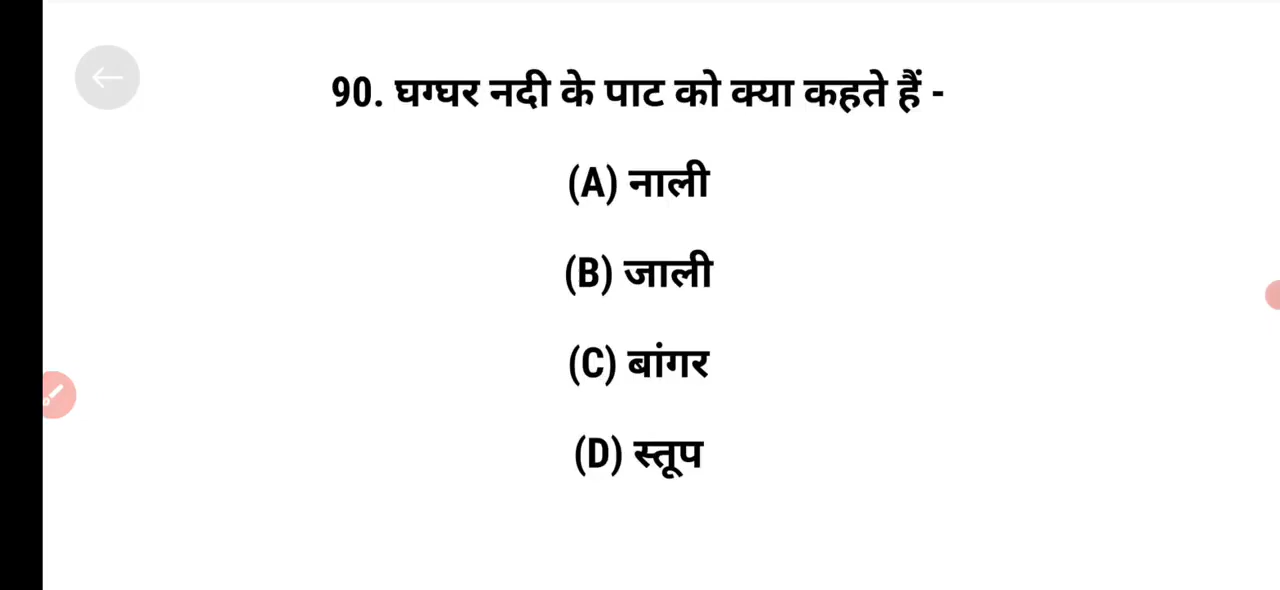 90. घग्घर नदी के पाट को क्या कहते हैं -
(A) नाली
(B) जाली
(C) बांगर
(D) स्तूप